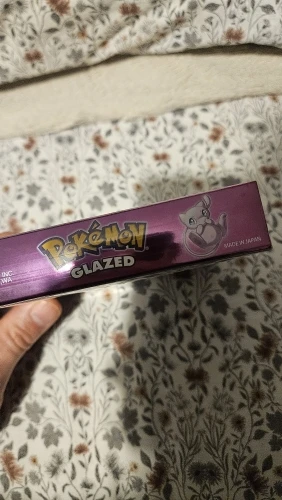 INC
,WA
POKéMON
GLAZED
MADE IN JAPAN